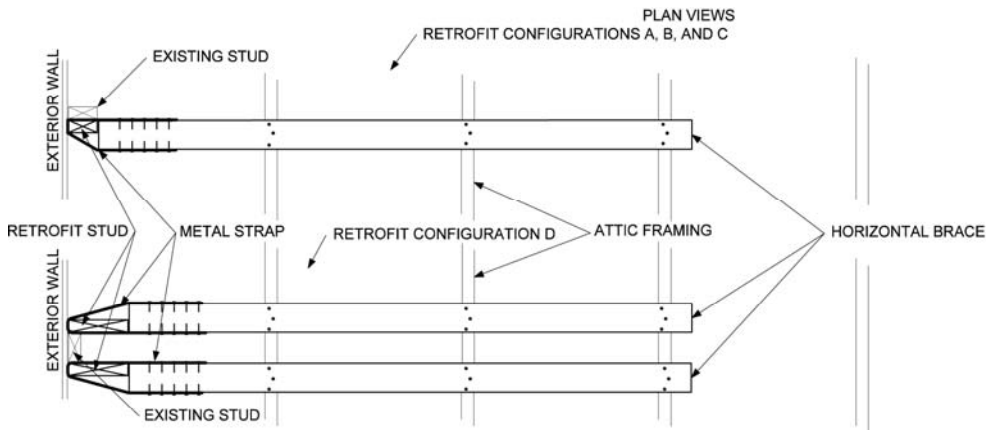 PLAN VIEWS
RETROFIT CONFIGURATIONS A, B, AND C
EXISTING STUD
EXTERIOR WALL
RETROFIT STUD
METAL STRAP
RETROFIT CONFIGURATION D
ATTIC FRAMING
HORIZONTAL BRACE
EXTERIOR WALL
EXISTING STUD